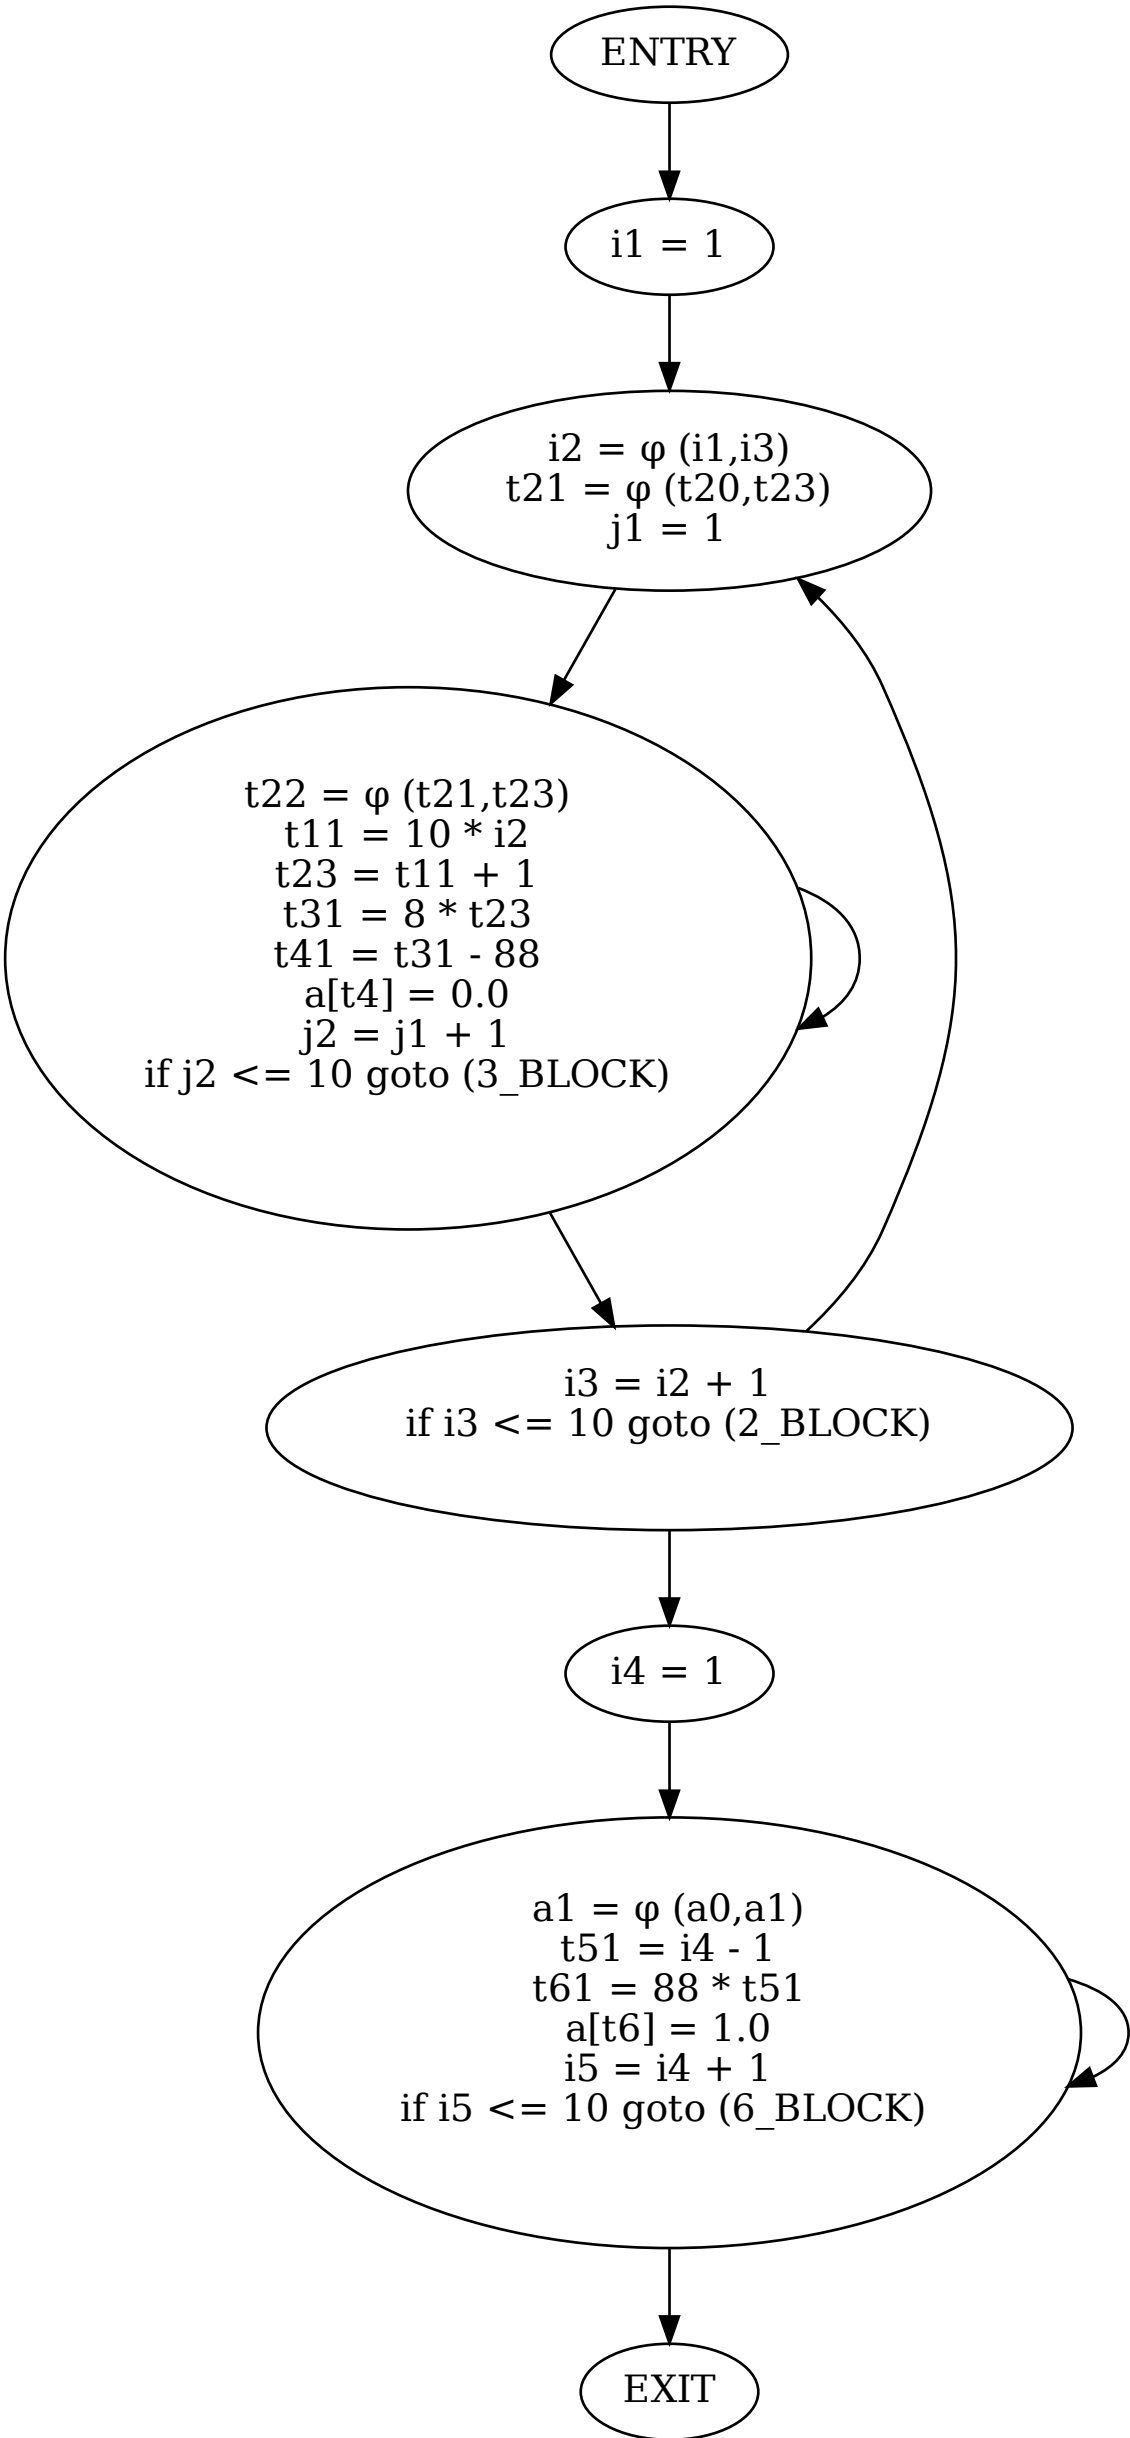 ENTRY
i1 = 1
i2 = φ (i1,i3)
t21 = φ (t20,t23)
j1 = 1
t22 = φ (t21,t23)
t11 = 10 * i2
t23 = t11 + 1
t31 = 8 * t23
t41 = t31 - 88
a[t4] = 0.0
j2 = j1 + 1
if j2 <= 10 goto (3_BLOCK)
i3 = i2 + 1
if i3 <= 10 goto (2_BLOCK)
i4 = 1
a1 = φ (a0,a1)
t51 = i4 - 1
t61 = 88 * t51
a[t6] = 1.0
i5 = i4 + 1
if i5 <= 10 goto (6_BLOCK)
EXIT